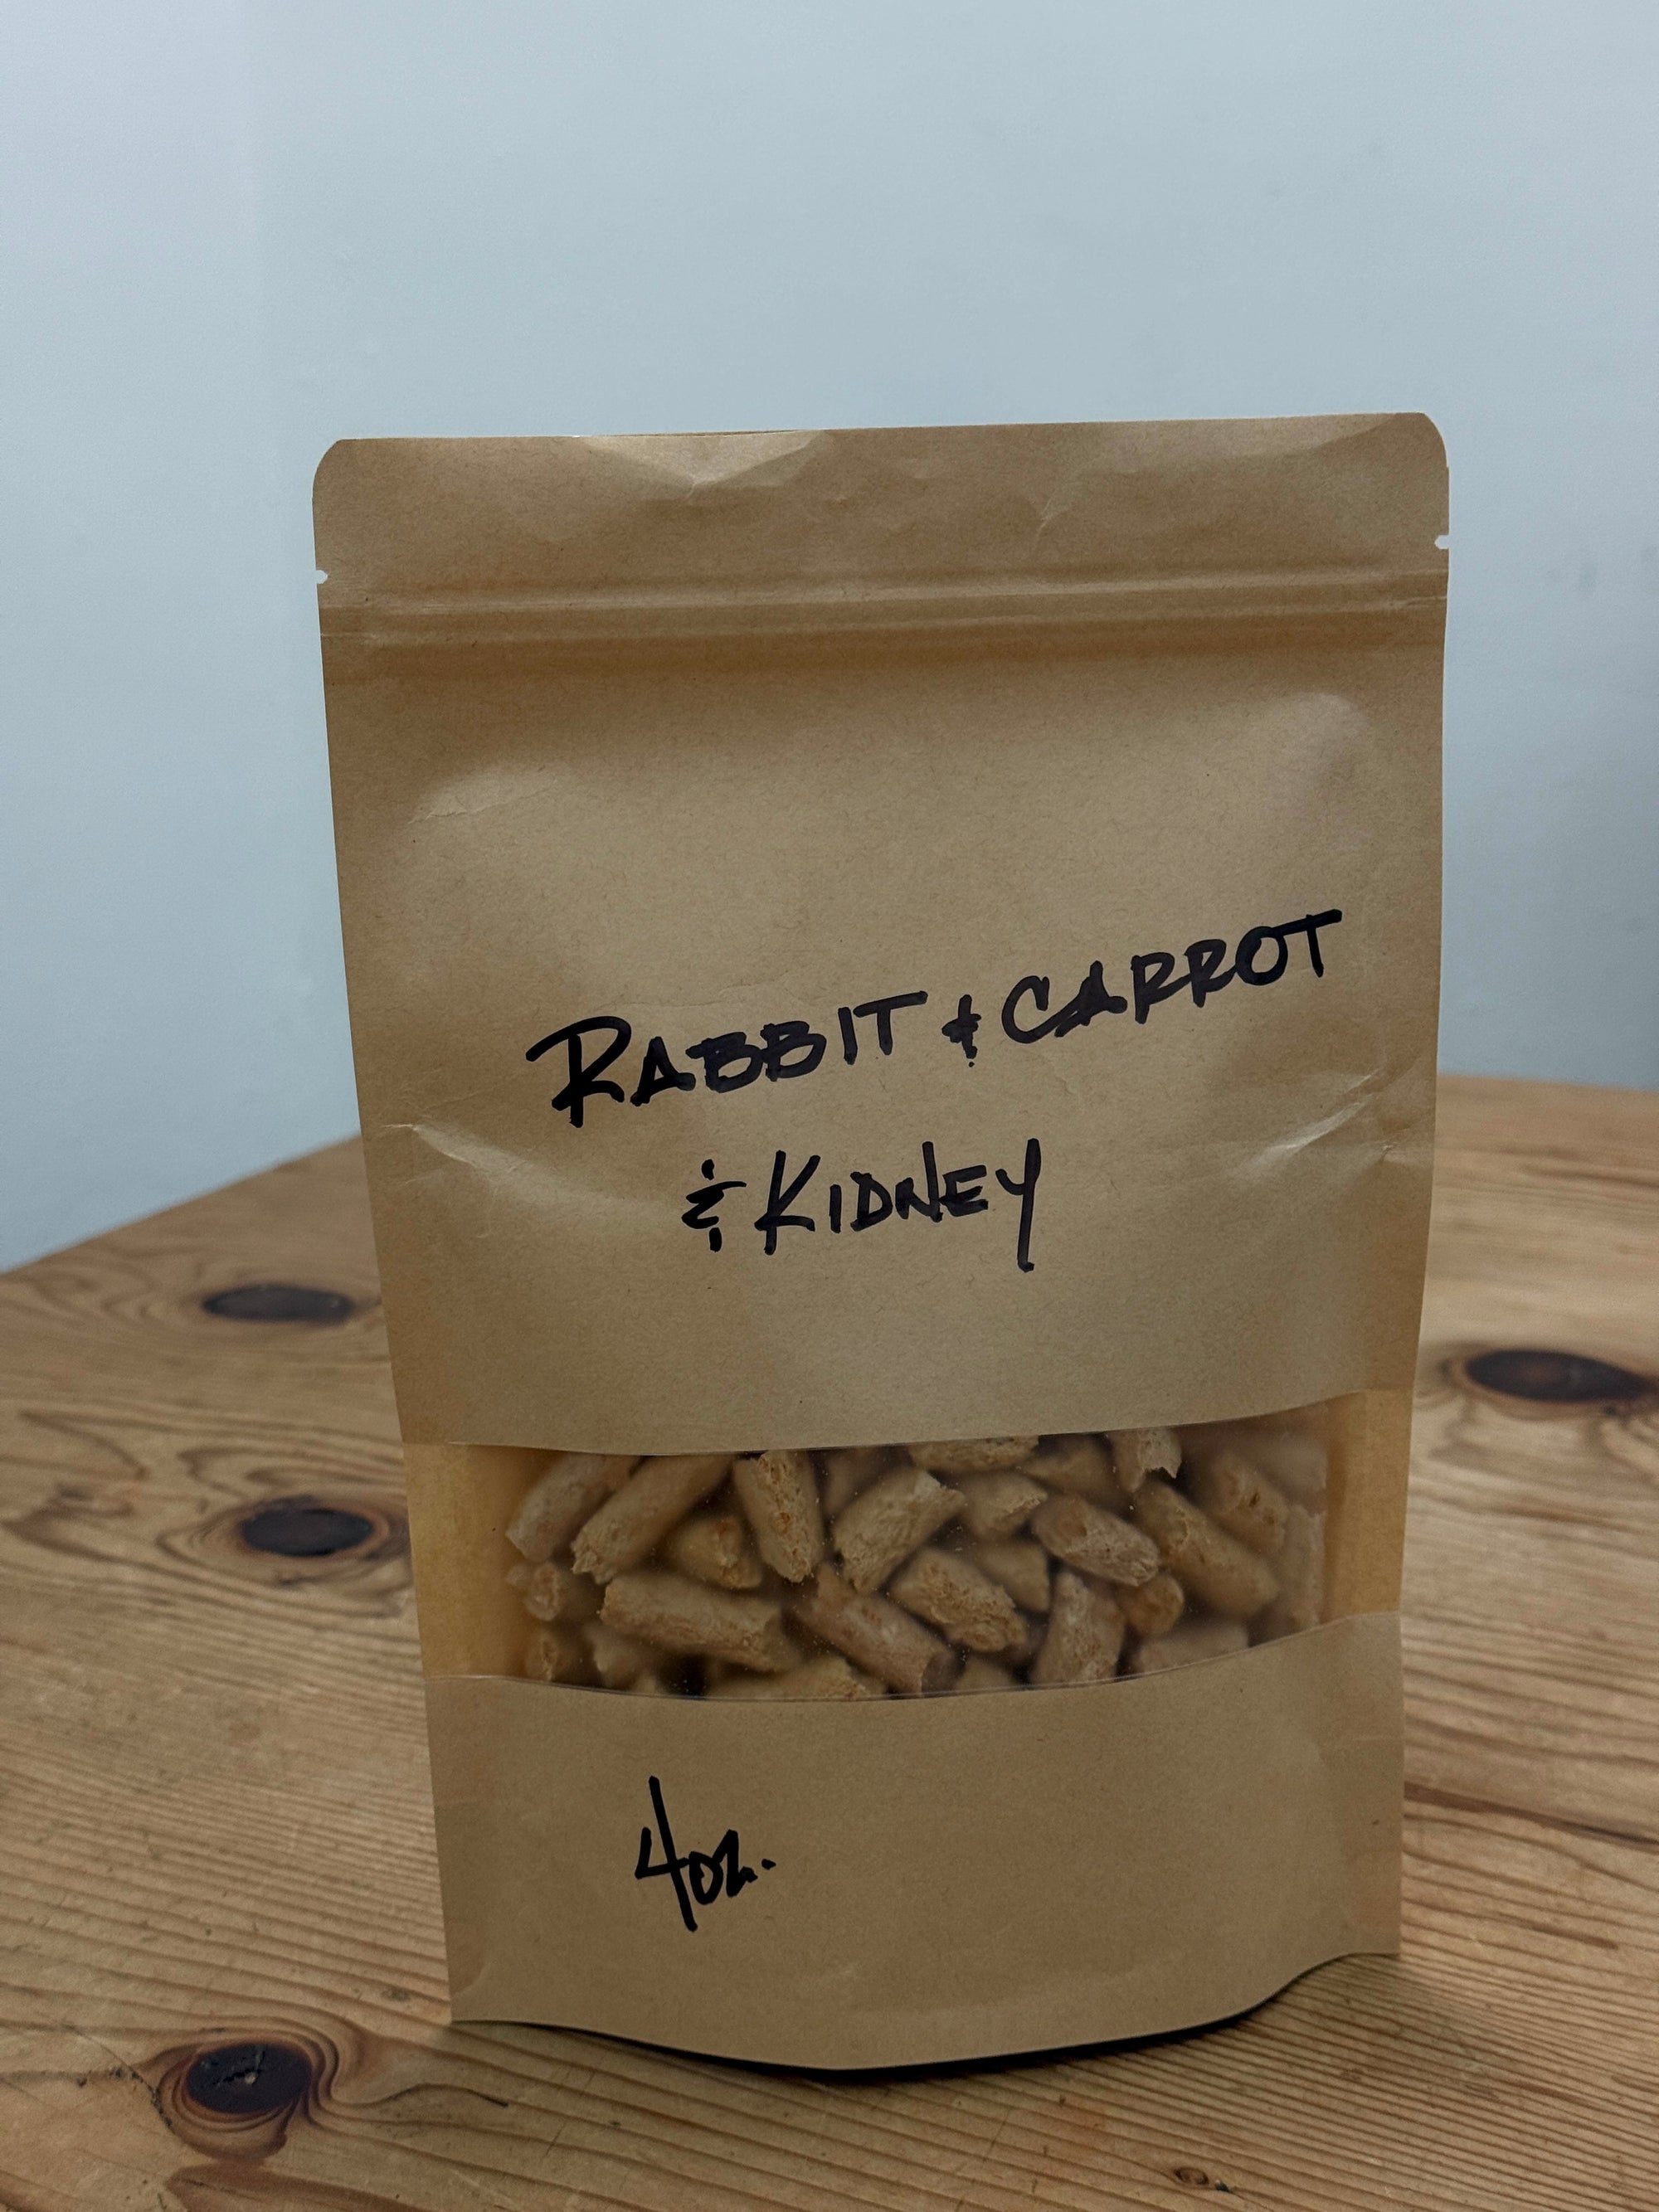 RABBIT & CARROT
& KIDNEY
4oz.